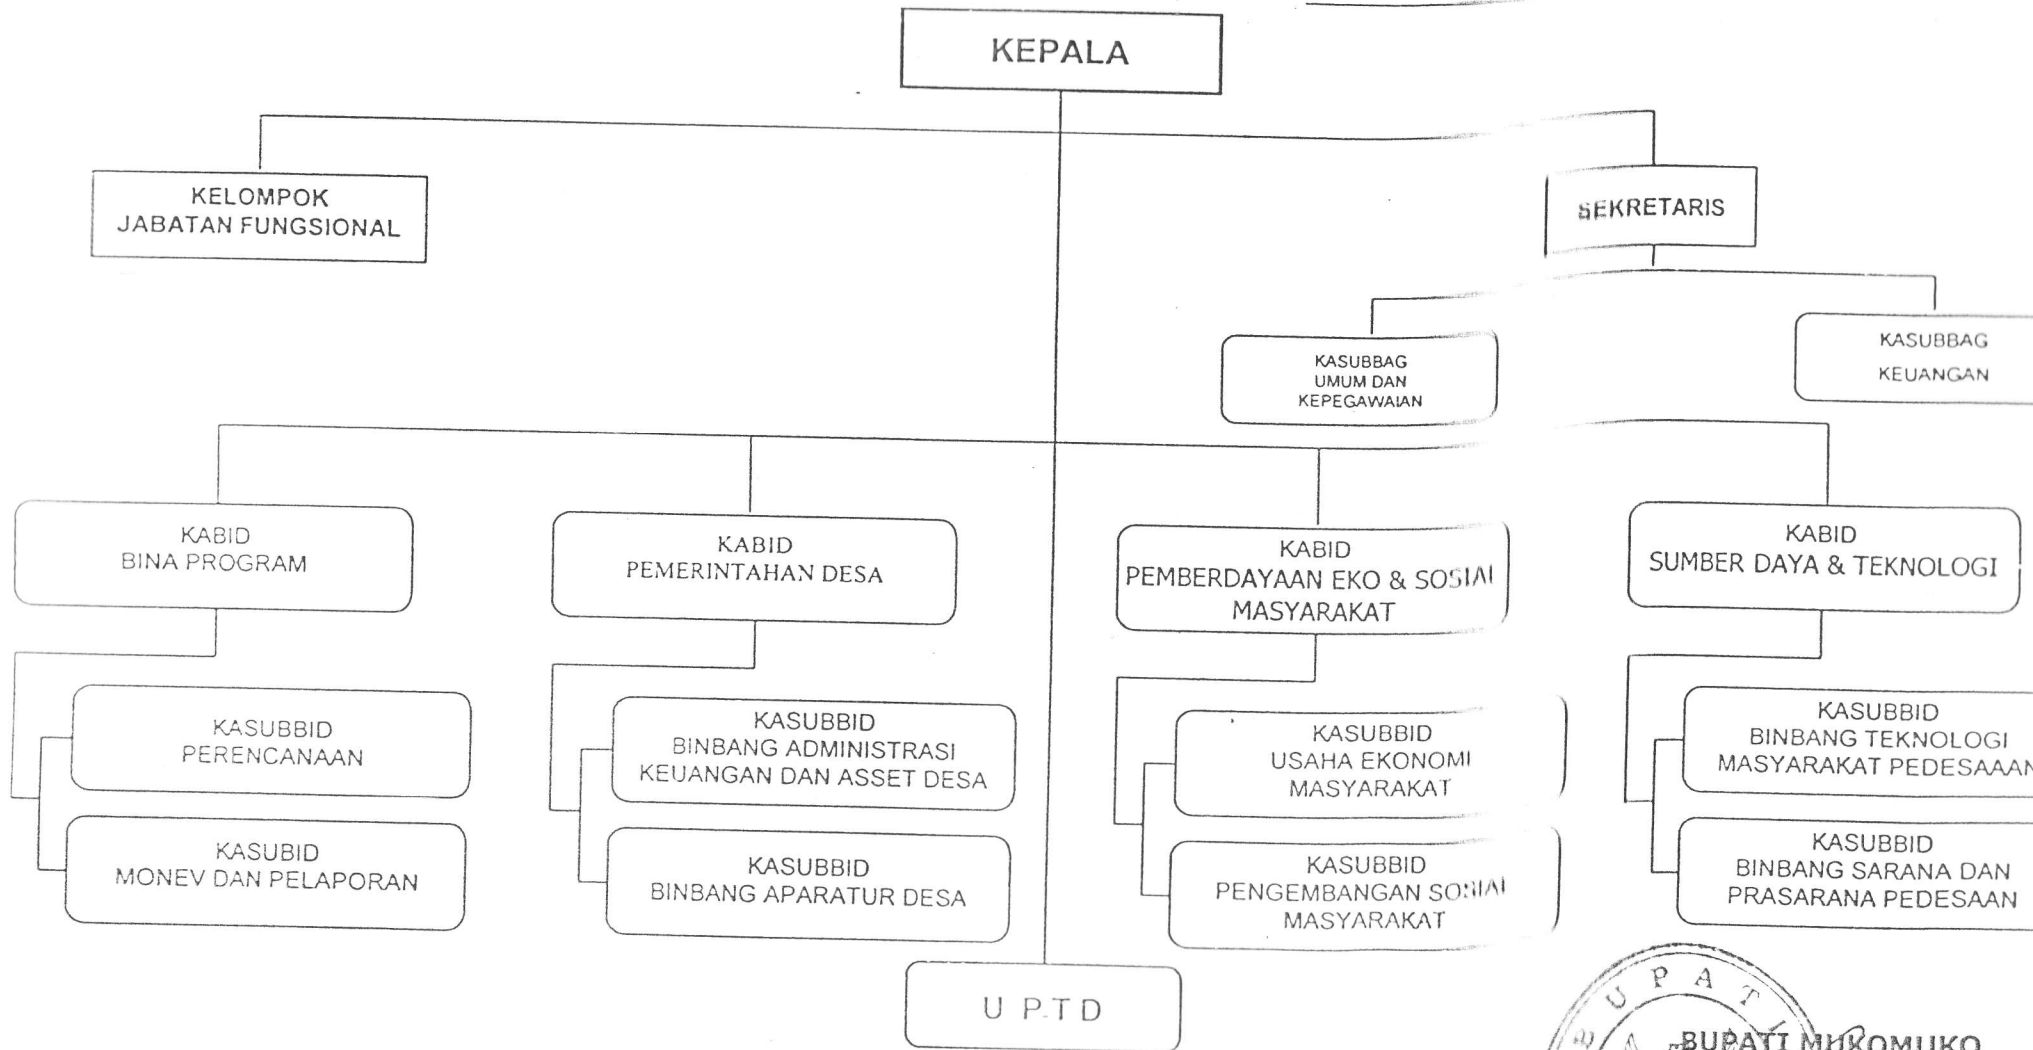 KEPALA
KELOMPOK
JABATAN FUNGSIONAL
SEKRETARIS
KASUBBAG
UMUM DAN
KEPEGAWAIAN
KASUBBAG
KEUANGAN
KABID
BINA PROGRAM
KABID
PEMERINTAHAN DESA
KABID
PEMBERDAYAAN EKO & SOSIAL
MASYARAKAT
KABID
SUMBER DAYA & TEKNOLOGI
KASUBBID
PERENCANAAN
KASUBID
MONEV DAN PELAPORAN
KASUBBID
BINBANG ADMINISTRASI
KEUANGAN DAN ASSET DESA
KASUBBID
BINBANG APARATUR DESA
KASUBBID
USAHA EKONOMI
MASYARAKAT
KASUBBID
PENGEMBANGAN SOSIAL
MASYARAKAT
KASUBBID
BINBANG TEKNOLOGI
MASYARAKAT PEDESAAAN
KASUBBID
BINBANG SARANA DAN
PRASARANA PEDESAAN
U P.T D
BUPATI
BUPATI MUKOMUKO